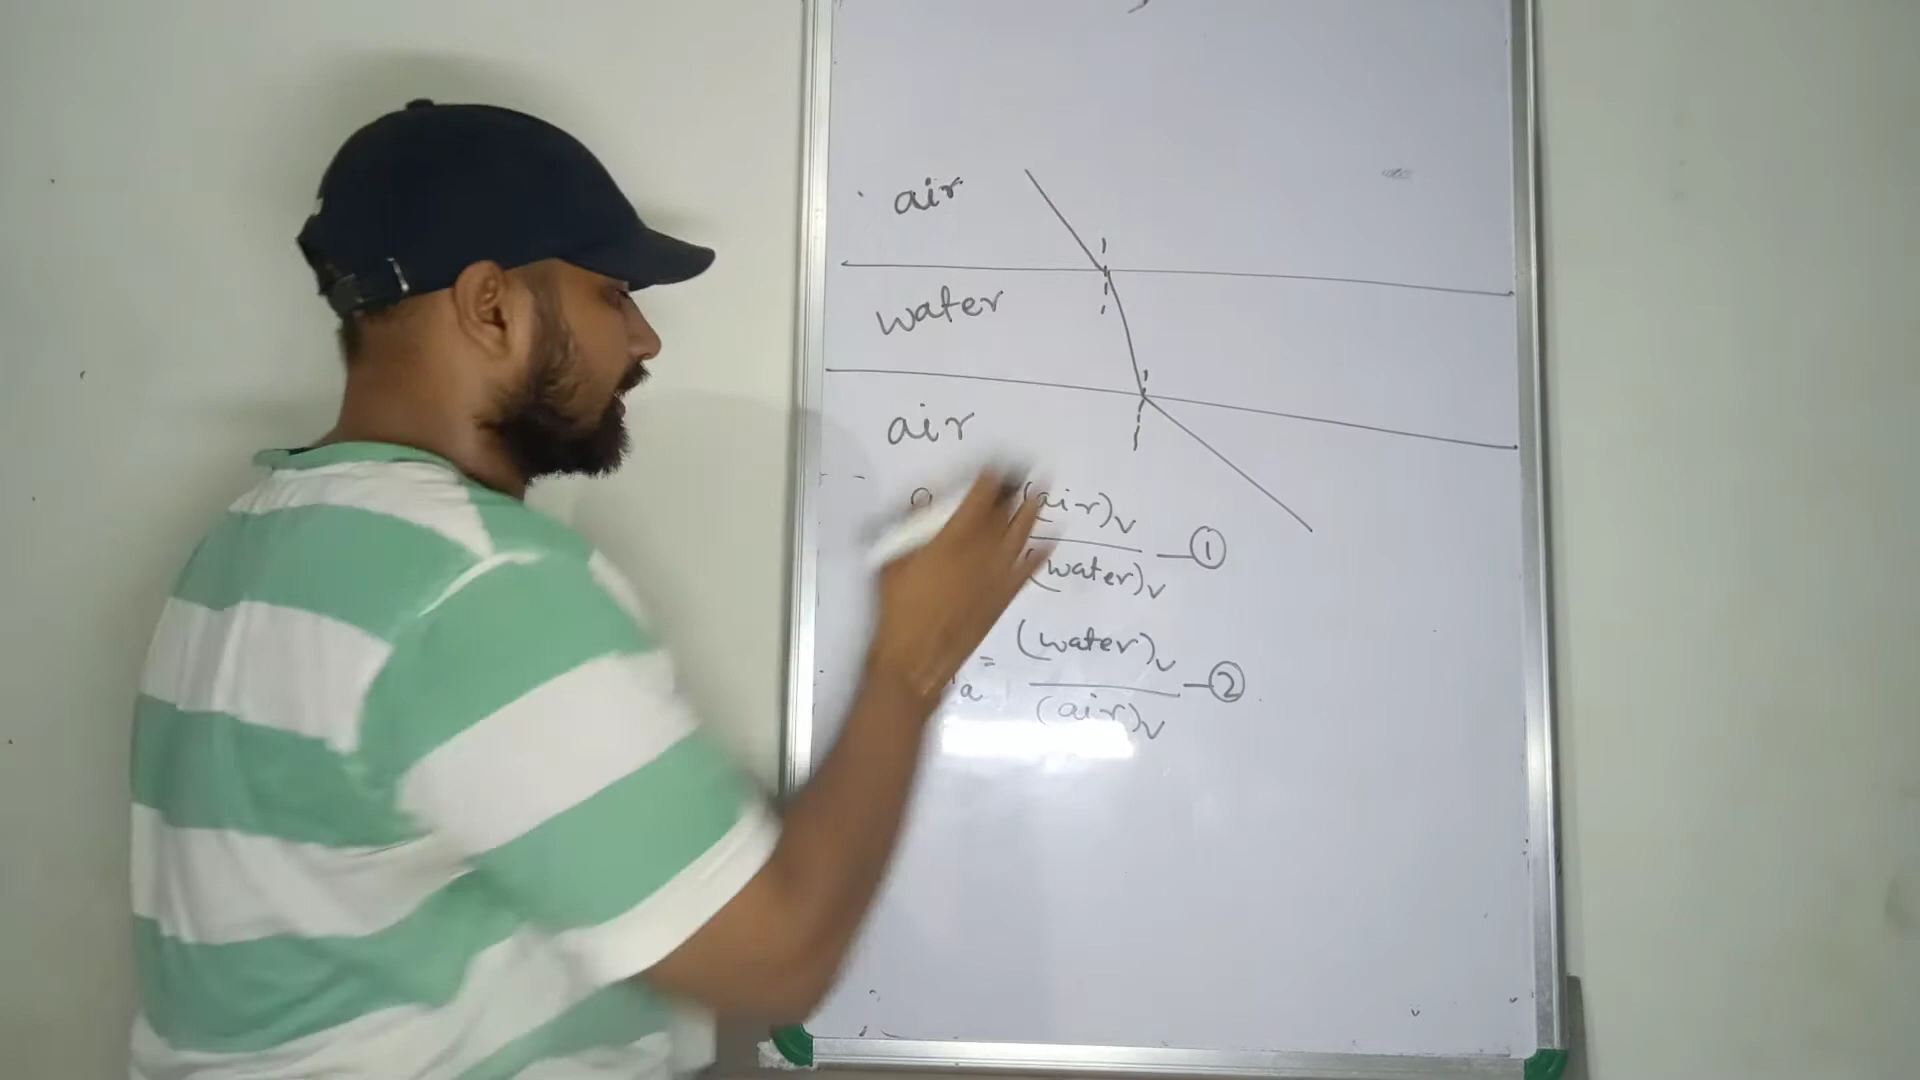 air
water
air
(air)v
(water)v —①
= (water)v
a (air)v —②